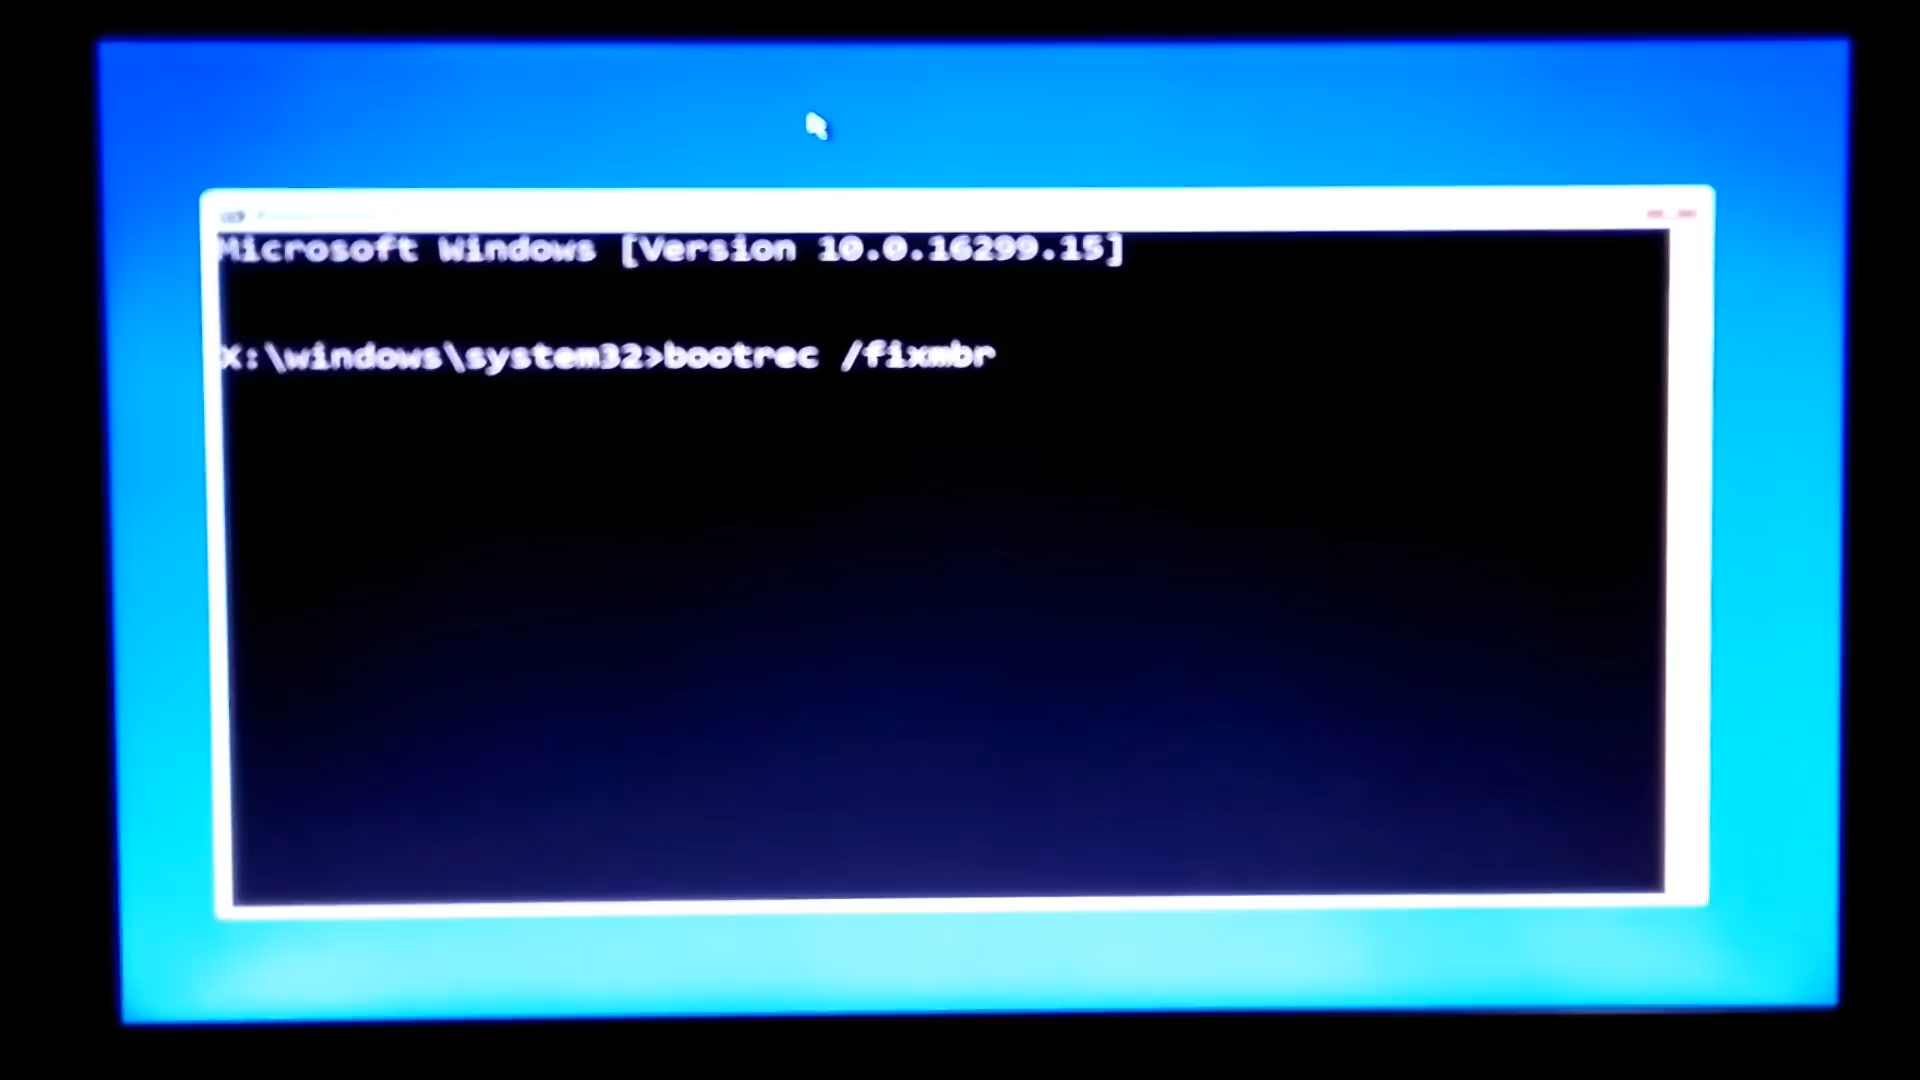 Microsoft Windows [Version 10.0.16299.15]
X:\windows\system32>bootrec /fixmbr